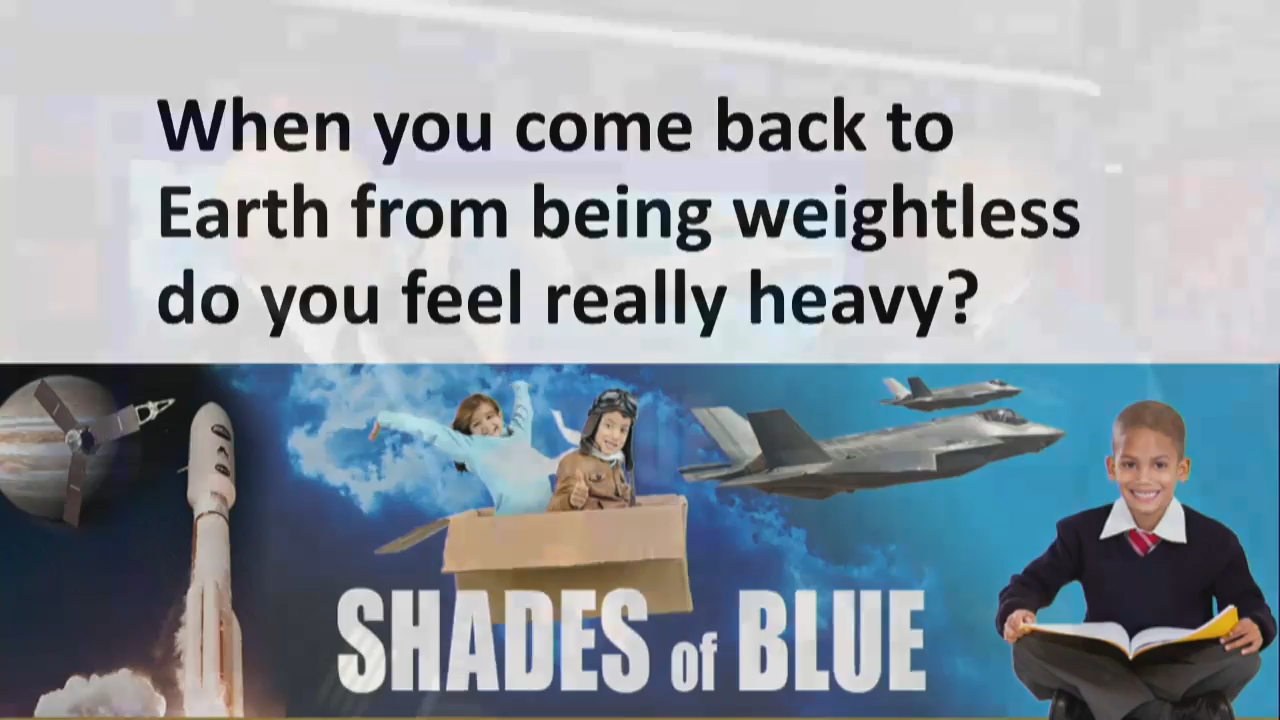 When you come back to
Earth from being weightless
do you feel really heavy?
SHADES of BLUE